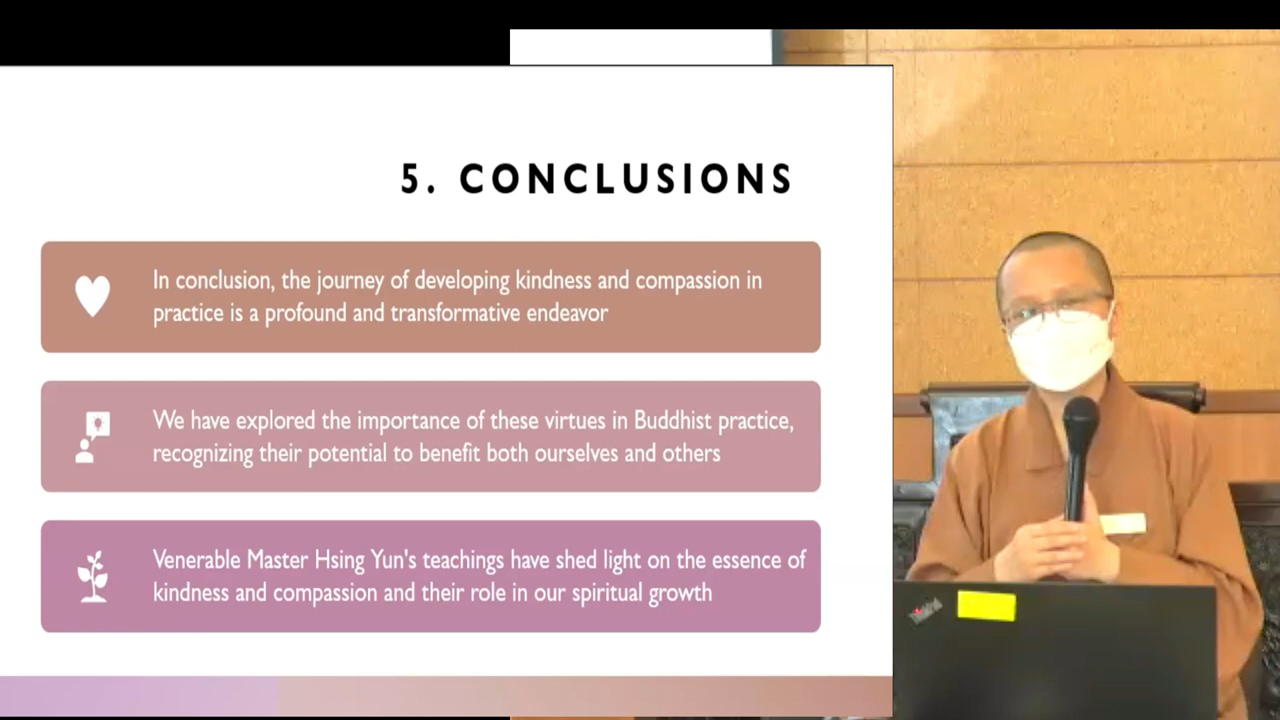 5. CONCLUSIONS
In conclusion, the journey of developing kindness and compassion in
practice is a profound and transformative endeavor
We have explored the importance of these virtues in Buddhist practice,
recognizing their potential to benefit both ourselves and others
Venerable Master Hsing Yun's teachings have shed light on the essence of
kindness and compassion and their role in our spiritual growth
ThinkPad